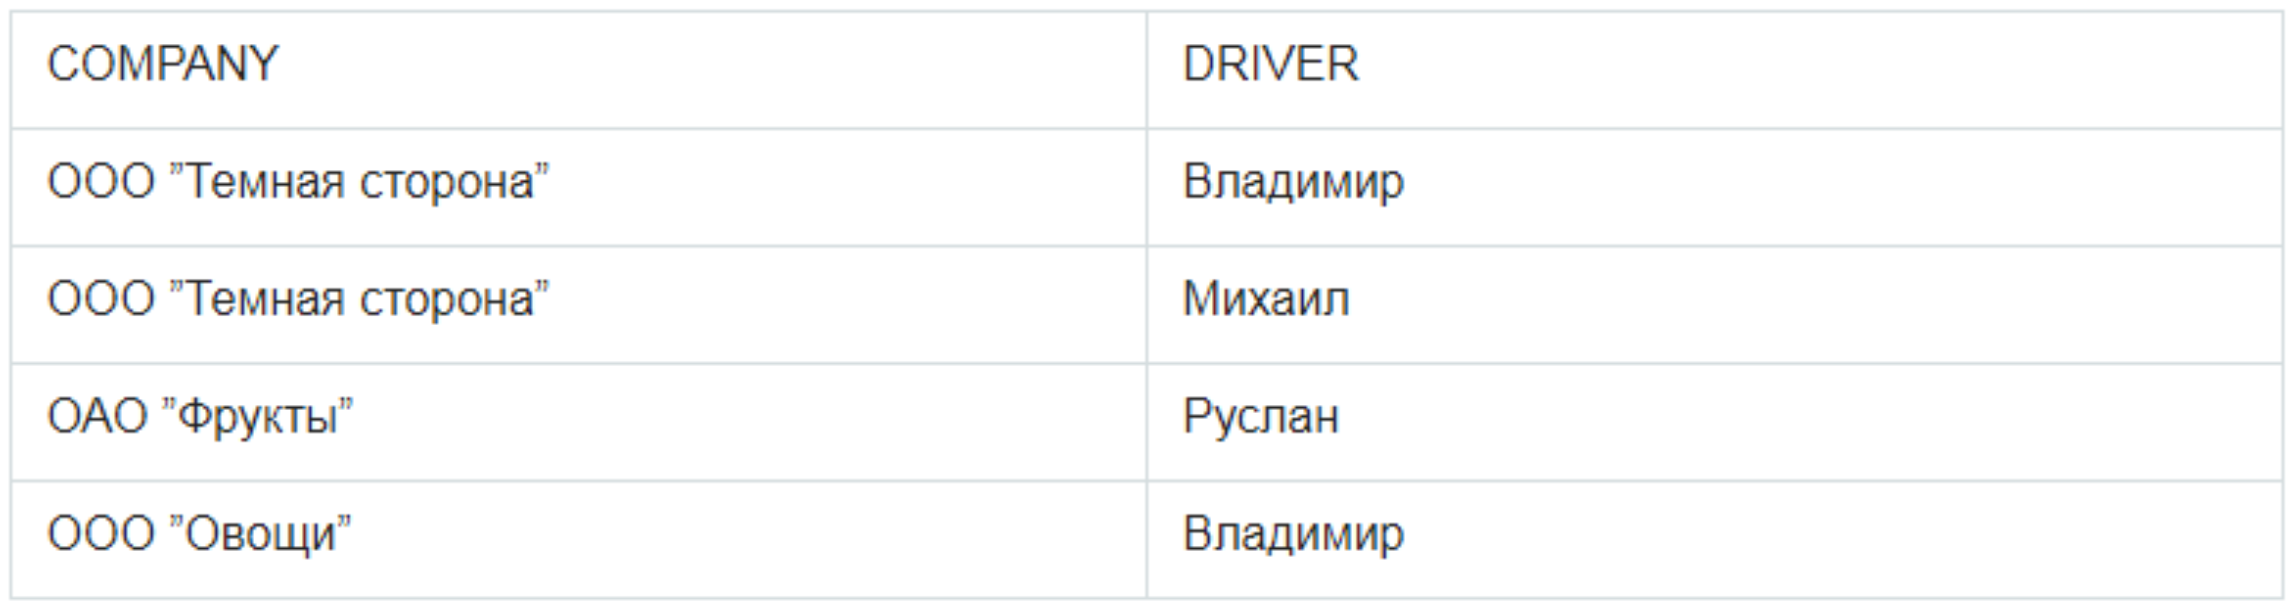 COMPANY DRIVER
ООО ”Темная сторона” Владимир
ООО ”Темная сторона” Михаил
ОАО ”Фрукты” Руслан
ООО ”Овощи” Владимир